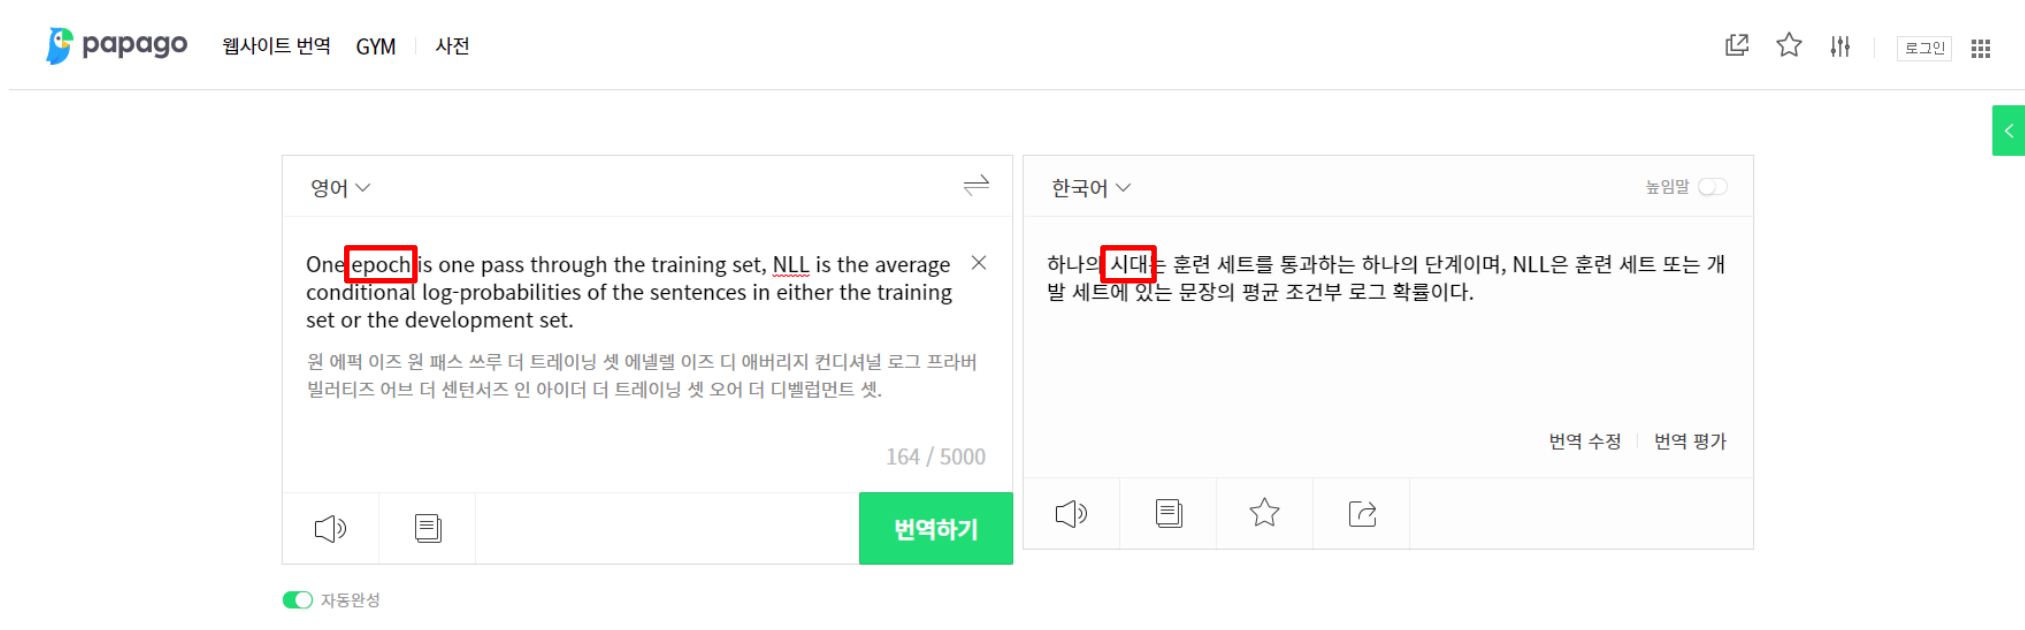 papago 웹사이트 번역 GYM 사전 로그인
영어
One epoch is one pass through the training set, NLL is the average
conditional log-probabilities of the sentences in either the training
set or the development set.
원 에퍽 이즈 원 패스 쓰루 더 트레이닝 셋 에넬렐 이즈 디 애버리지 컨디셔널 로그 프라버
빌러티즈 어브 더 센턴서즈 인 아이더 더 트레이닝 셋 오어 더 디벨럽먼트 셋.
164 / 5000
번역하기
자동완성
한국어 높임말
하나의 시대는 훈련 세트를 통과하는 하나의 단계이며, NLL은 훈련 세트 또는 개
발 세트에 있는 문장의 평균 조건부 로그 확률이다.
번역 수정 번역 평가